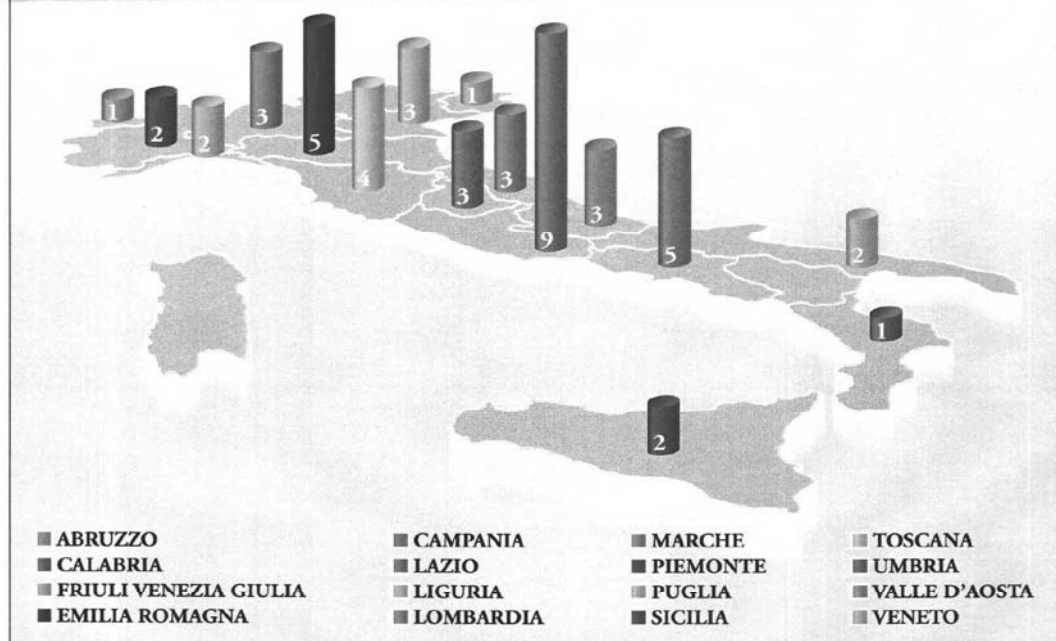 1
2
2
3
5
4
3
1
3
3
9
3
5
2
1
2
ABRUZZO
CALABRIA
FRIULI VENEZIA GIULIA
EMILIA ROMAGNA
CAMPANIA
LAZIO
LIGURIA
LOMBARDIA
MARCHE
PIEMONTE
PUGLIA
SICILIA
TOSCANA
UMBRIA
VALLE D'AOSTA
VENETO